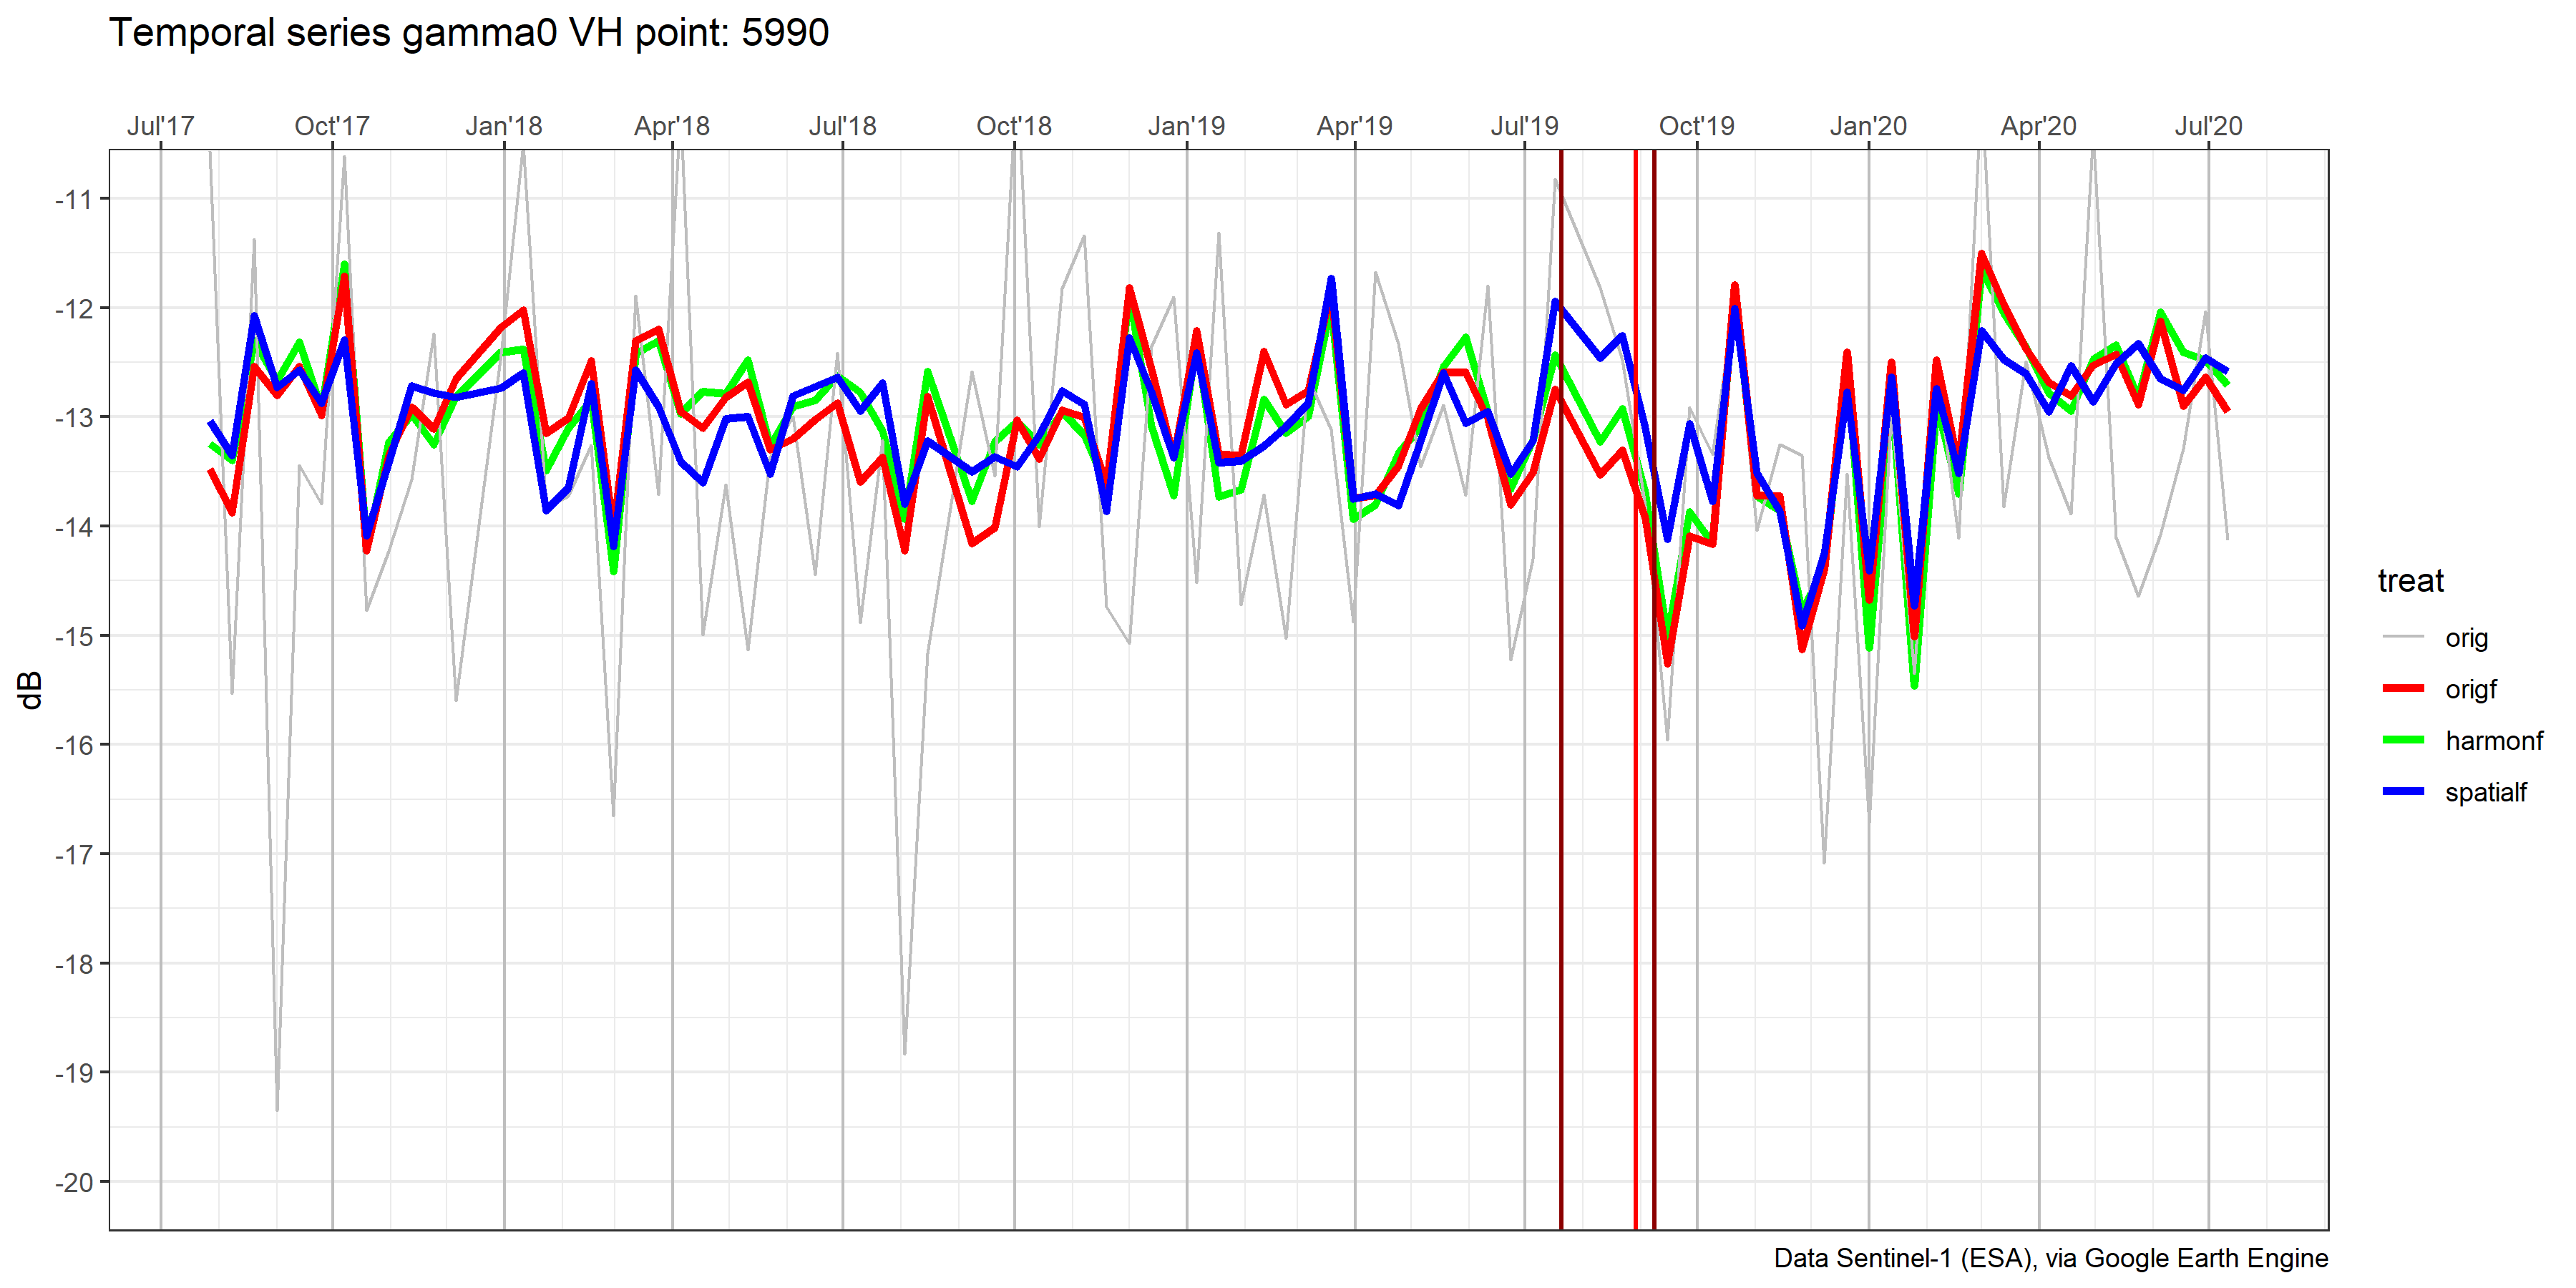 Temporal series gamma0 VH point: 5990
Jul'17 Oct'17 Jan'18 Apr'18 Jul'18 Oct'18 Jan'19 Apr'19 Jul'19 Oct'19 Jan'20 Apr'20 Jul'20
-11
-12
-13
-14
-15
-16
-17
-18
-19
-20
dB
treat
orig
origf
harmonf
spatialf
Data Sentinel-1 (ESA), via Google Earth Engine